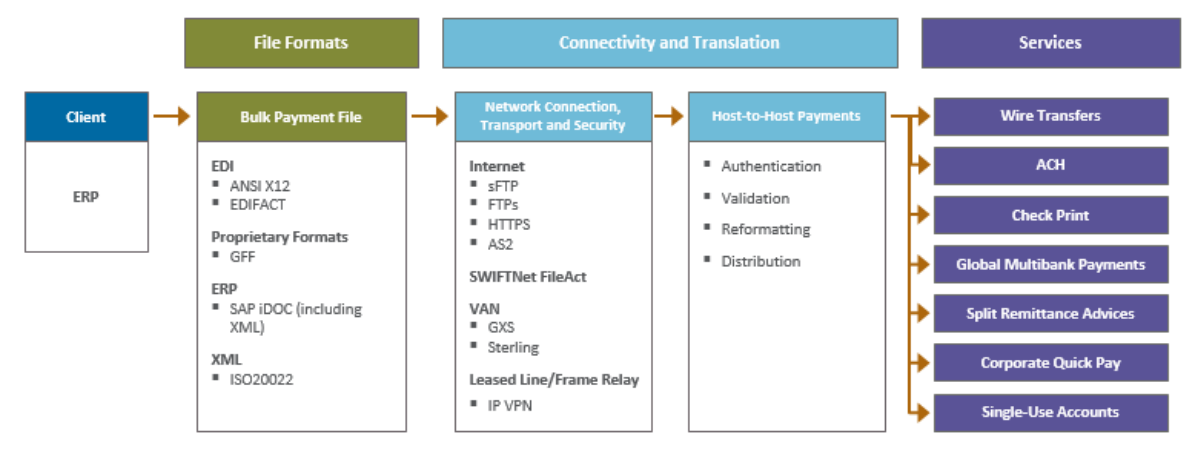 File Formats
Connectivity and Translation
Services
Client
ERP
Bulk Payment File
EDI
▪ ANSI X12
▪ EDIFACT
Proprietary Formats
▪ GFF
ERP
▪ SAP iDOC (including
XML)
XML
▪ ISO20022
Network Connection,
Transport and Security
Internet
▪ sFTP
▪ FTPs
▪ HTTPS
▪ AS2
SWIFTNet FileAct
VAN
▪ GXS
▪ Sterling
Leased Line/Frame Relay
▪ IP VPN
Host-to-Host Payments
▪ Authentication
▪ Validation
▪ Reformatting
▪ Distribution
Wire Transfers
ACH
Check Print
Global Multibank Payments
Split Remittance Advices
Corporate Quick Pay
Single-Use Accounts